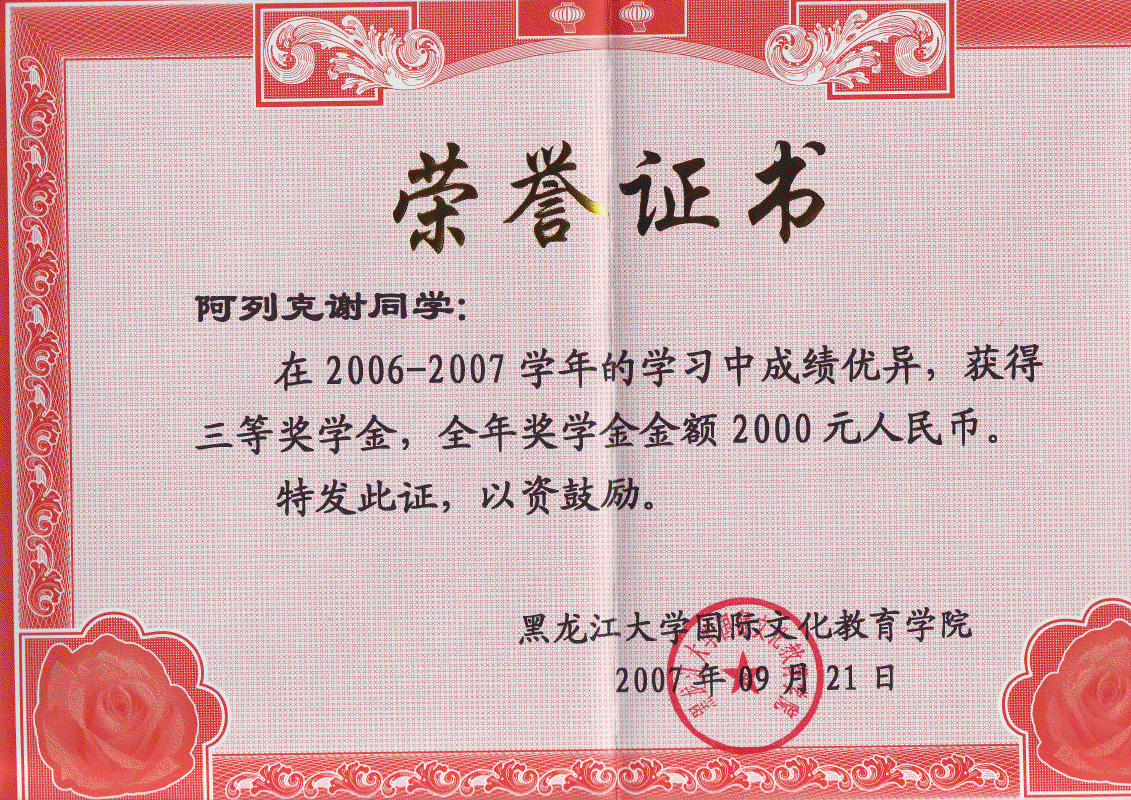 荣誉证书
阿列克谢同学：
在 2006-2007 学年的学习中成绩优异，获得
三等奖学金，全年奖学金金额 2000 元人民币。
特发此证，以资鼓励。
黑龙江大学国际文化教育学院
2007 年 09 月 21 日